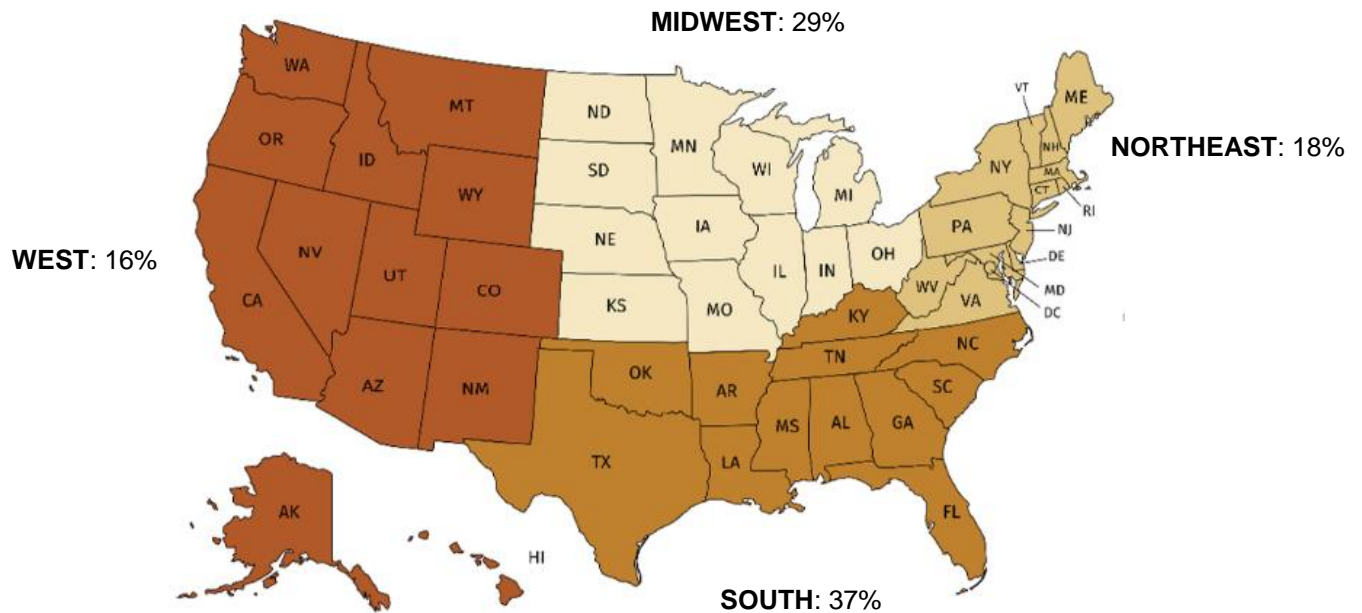 MIDWEST: 29%
WA
MT
ND
VT
ME
OR
ID
MN
NH
NORTHEAST: 18%
SD
WI
NY
MA
WY
MI
CT
RI
IA
PA
NJ
NE
WEST: 16%
NV
UT
CO
IL
IN
OH
DE
WV
MD
CA
KS
MO
VA
DC
KY
NC
TN
AZ
NM
OK
AR
SC
MS
AL
GA
TX
LA
AK
FL
HI
SOUTH: 37%